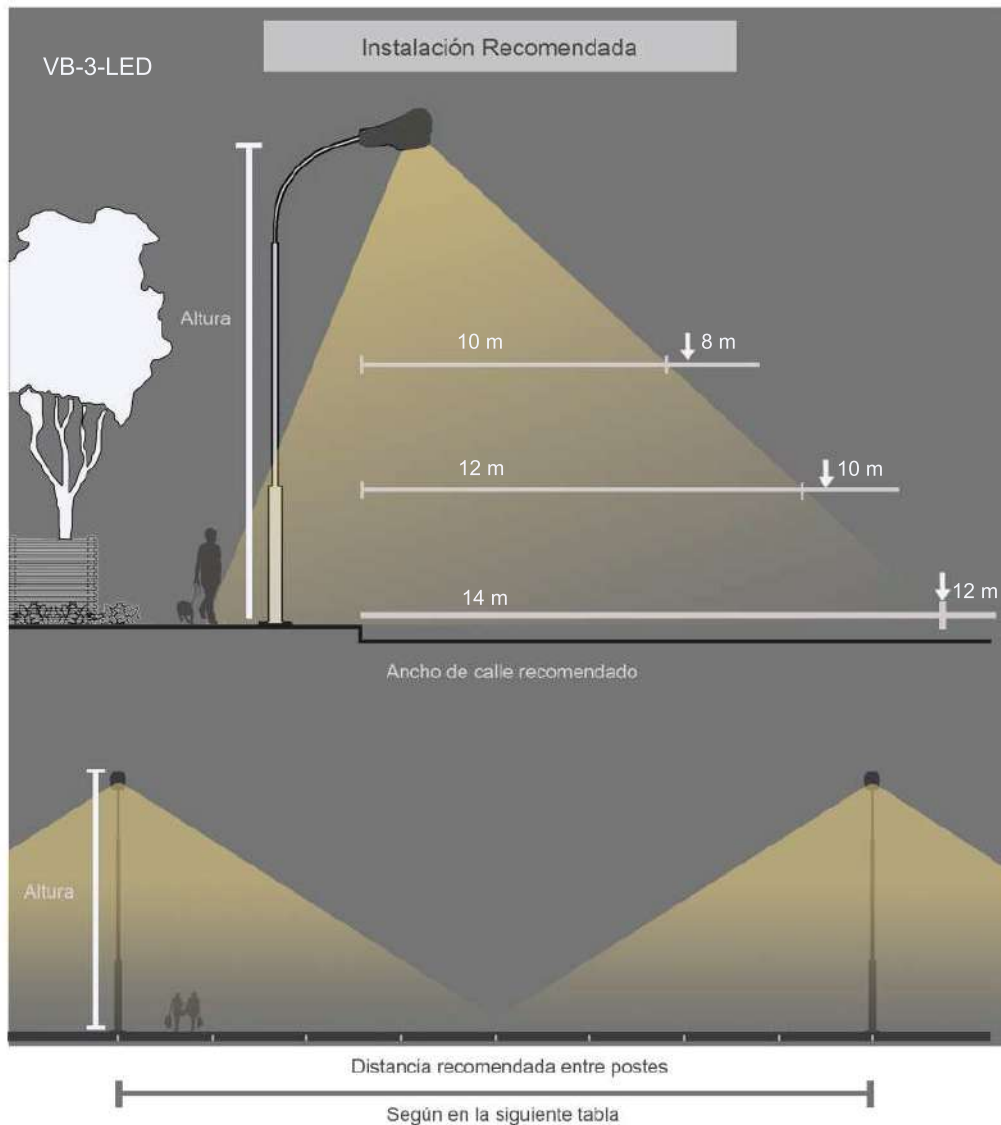 Instalación Recomendada
VB-3-LED
Altura
10 m
8 m
12 m
10 m
14 m
12 m
Ancho de calle recomendado
Altura
Distancia recomendada entre postes
Según en la siguiente tabla